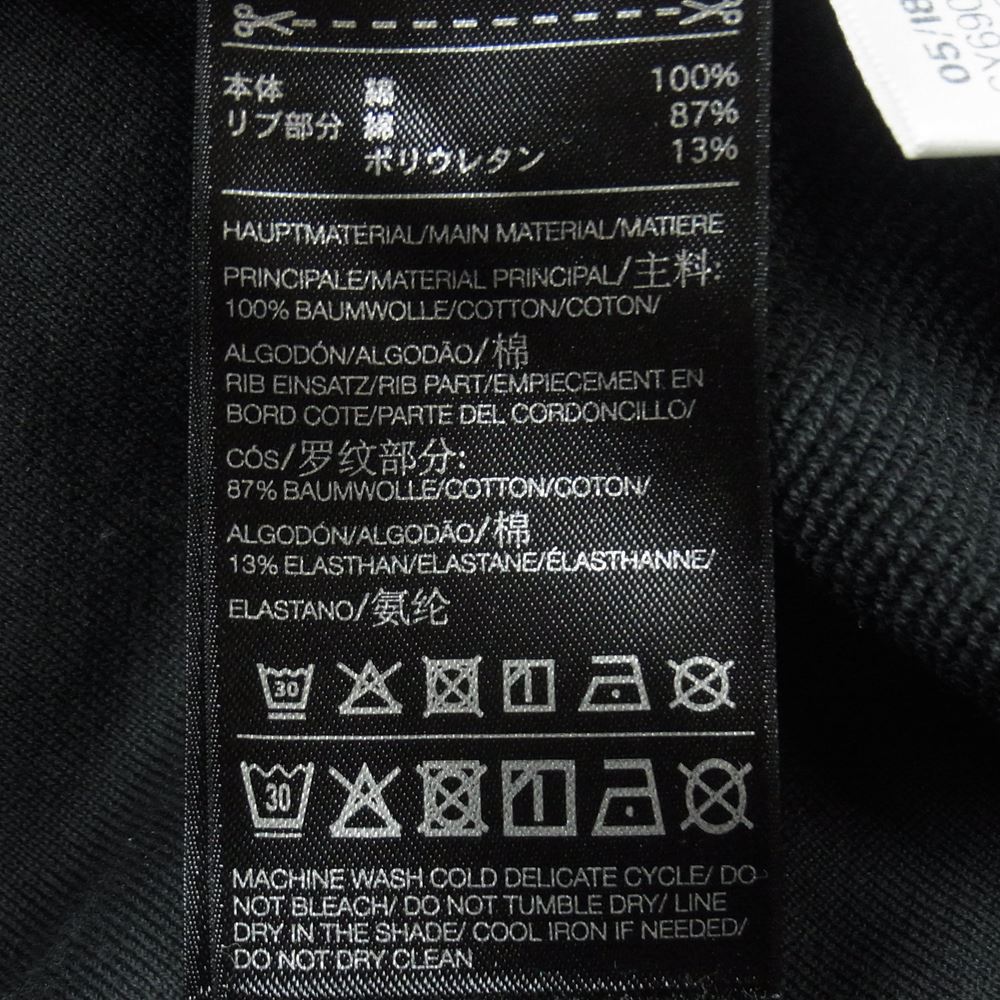 本体 綿 100%
リブ部分 綿 87%
ポリウレタン 13%
HAUPTMATERIAL/MAIN MATERIAL/MATIERE
PRINCIPALE/MATERIAL PRINCIPAL/主料:
100% BAUMWOLLE/COTTON/COTON/
ALGODÓN/ALGODÃO/棉
RIB EINSATZ/RIB PART/EMPIECEMENT EN
BORD COTE/PARTE DEL CORDONCILLO/
CÓS/罗纹部分:
87% BAUMWOLLE/COTTON/COTON/
ALGODÓN/ALGODÃO/棉
13% ELASTHAN/ELASTANE/ÉLASTHANNE/
ELASTANO/氨纶
30
30
MACHINE WASH COLD DELICATE CYCLE/ DO
NOT BLEACH/ DO NOT TUMBLE DRY/ LINE
DRY IN THE SHADE/ COOL IRON IF NEEDED/
DO NOT DRY CLEAN
05/18